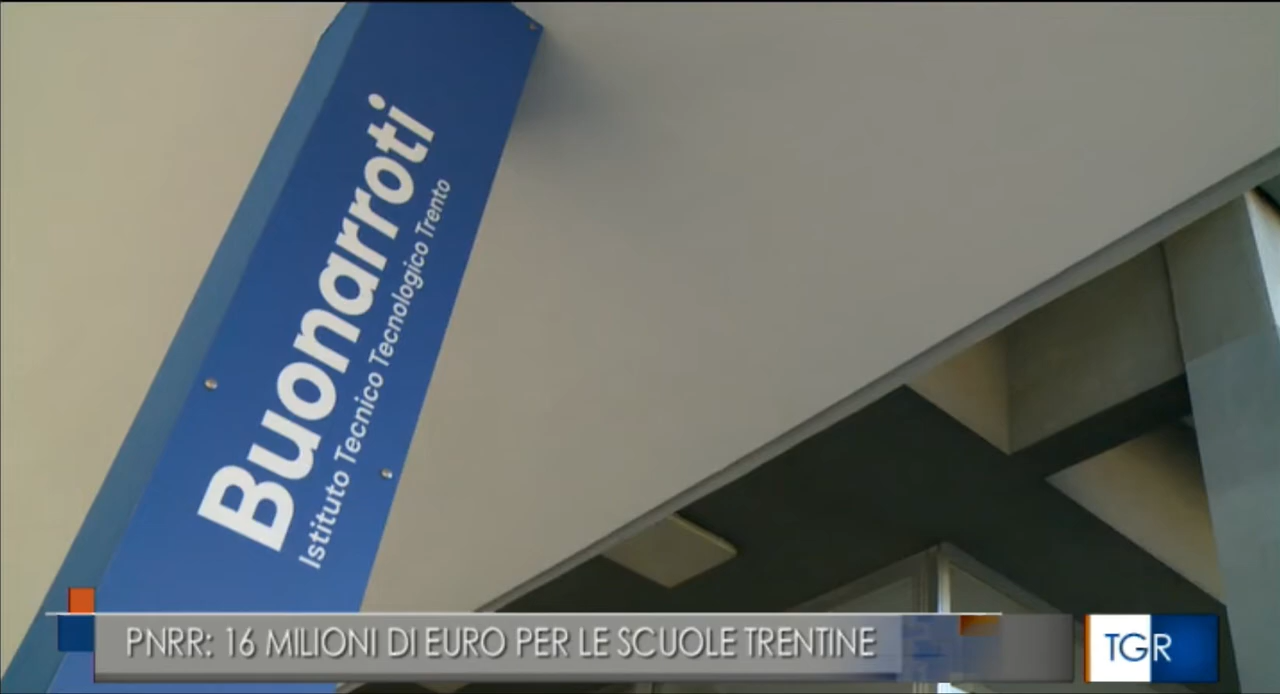 Buonarroti
Istituto Tecnico Tecnologico Trento
PNRR: 16 MILIONI DI EURO PER LE SCUOLE TRENTINE
TGR